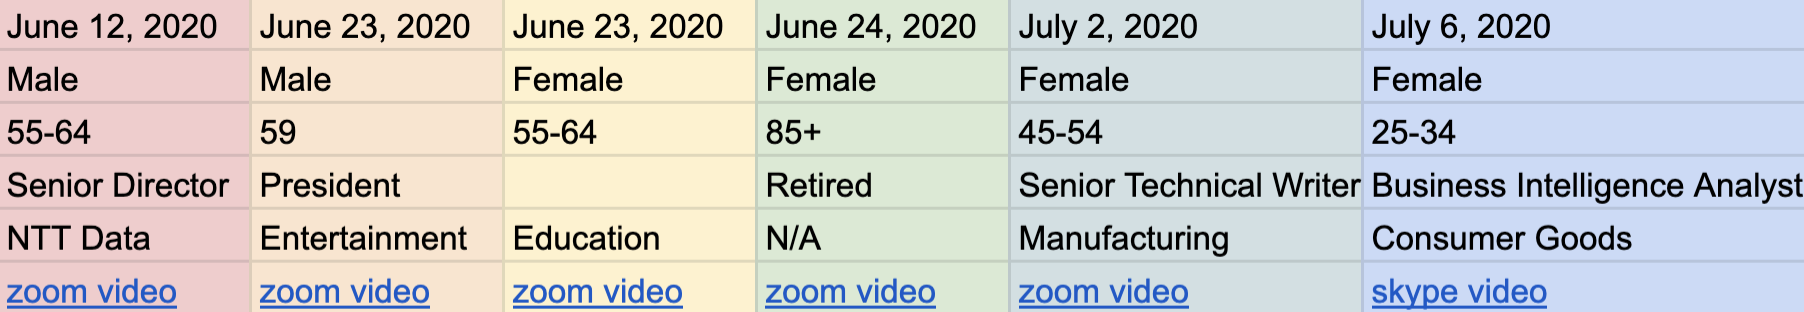 June 12, 2020 June 23, 2020 June 23, 2020 June 24, 2020 July 2, 2020 July 6, 2020
Male Male Female Female Female Female
55-64 59 55-64 85+ 45-54 25-34
Senior Director President Retired Senior Technical Writer Business Intelligence Analyst
NTT Data Entertainment Education N/A Manufacturing Consumer Goods
zoom video zoom video zoom video zoom video zoom video skype video